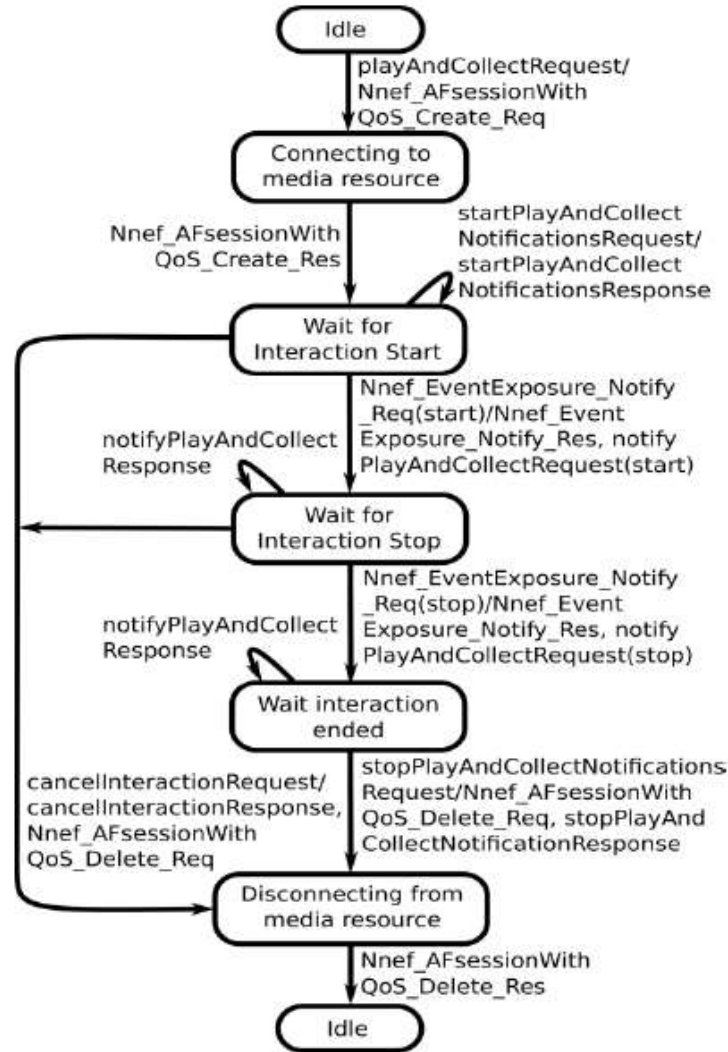 Idle
playAndCollectRequest/
Nnef_AFsessionWith
QoS_Create_Req
Connecting to
media resource
Nnef_AFsessionWith
QoS_Create_Res
startPlayAndCollect
NotificationsRequest/
startPlayAndCollect
NotificationsResponse
Wait for
Interaction Start
Nnef_EventExposure_Notify
_Req(start)/Nnef_Event
Exposure_Notify_Res, notify
PlayAndCollectRequest(start)
notifyPlayAndCollect
Response
Wait for
Interaction Stop
Nnef_EventExposure_Notify
_Req(stop)/Nnef_Event
Exposure_Notify_Res, notify
PlayAndCollectRequest(stop)
notifyPlayAndCollect
Response
Wait interaction
ended
cancelInteractionRequest/
cancelInteractionResponse,
Nnef_AFsessionWith
QoS_Delete_Req
stopPlayAndCollectNotifications
Request/Nnef_AFsessionWith
QoS_Delete_Req, stopPlayAnd
CollectNotificationResponse
Disconnecting from
media resource
Nnef_AFsessionWith
QoS_Delete_Res
Idle